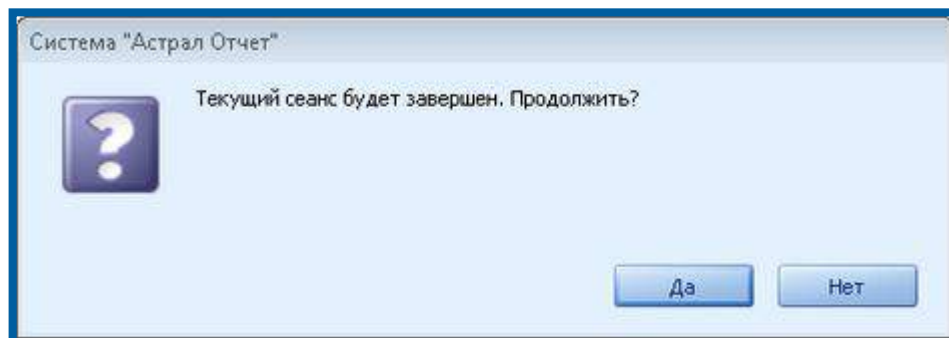 Система "Астрал Отчет"
Текущий сеанс будет завершен. Продолжить?
Да Нет